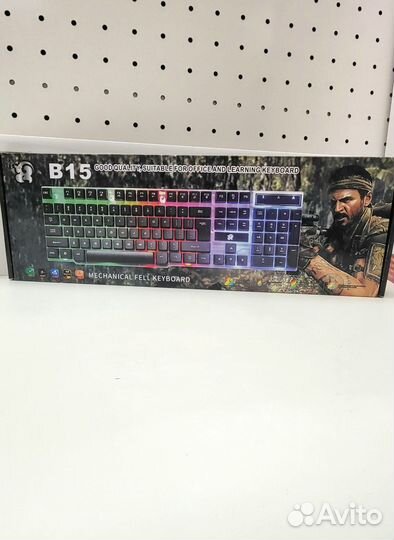 B15 GOOD QUALITY, SUITABLE FOR OFFICE AND LEARNING KEYBOARD
MECHANICAL FELL KEYBOARD
Avito